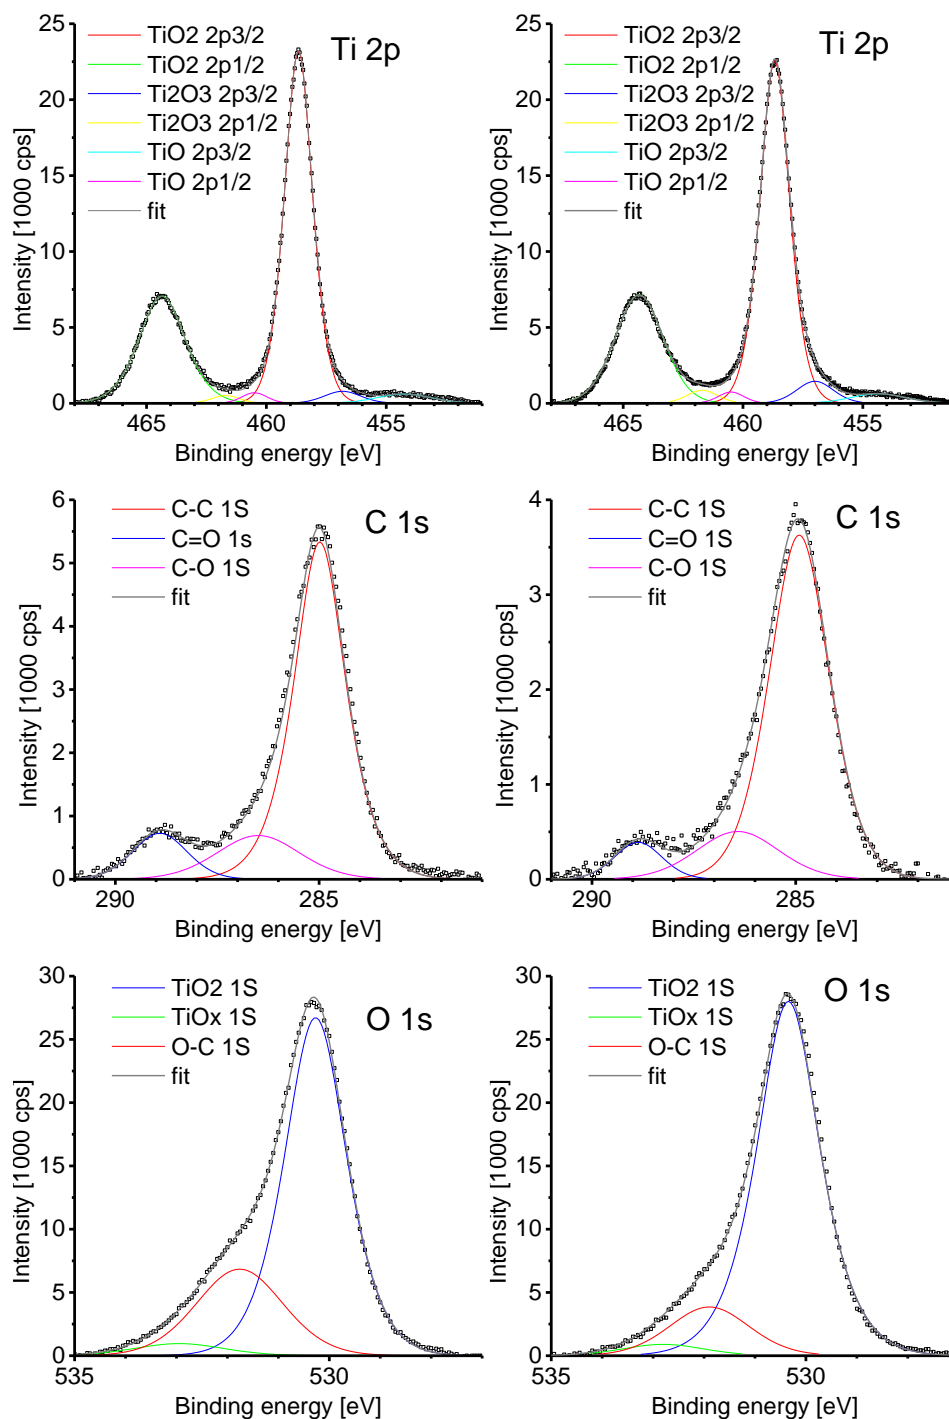 Ti 2p
TiO2 2p3/2
TiO2 2p1/2
Ti2O3 2p3/2
Ti2O3 2p1/2
TiO 2p3/2
TiO 2p1/2
fit
25
20
15
10
5
0
Intensity [1000 cps]
465 460 455
Binding energy [eV]
Ti 2p
TiO2 2p3/2
TiO2 2p1/2
Ti2O3 2p3/2
Ti2O3 2p1/2
TiO 2p3/2
TiO 2p1/2
fit
25
20
15
10
5
0
Intensity [1000 cps]
465 460 455
Binding energy [eV]
C 1s
C-C 1S
C=O 1s
C-O 1S
fit
6
5
4
3
2
1
0
Intensity [1000 cps]
290 285
Binding energy [eV]
C 1s
C-C 1S
C=O 1S
C-O 1S
fit
4
3
2
1
0
Intensity [1000 cps]
290 285
Binding energy [eV]
O 1s
TiO2 1S
TiOx 1S
O-C 1S
fit
30
25
20
15
10
5
0
Intensity [1000 cps]
535 530
Binding energy [eV]
O 1s
TiO2 1S
TiOx 1S
O-C 1S
fit
30
25
20
15
10
5
0
Intensity [1000 cps]
535 530
Binding energy [eV]